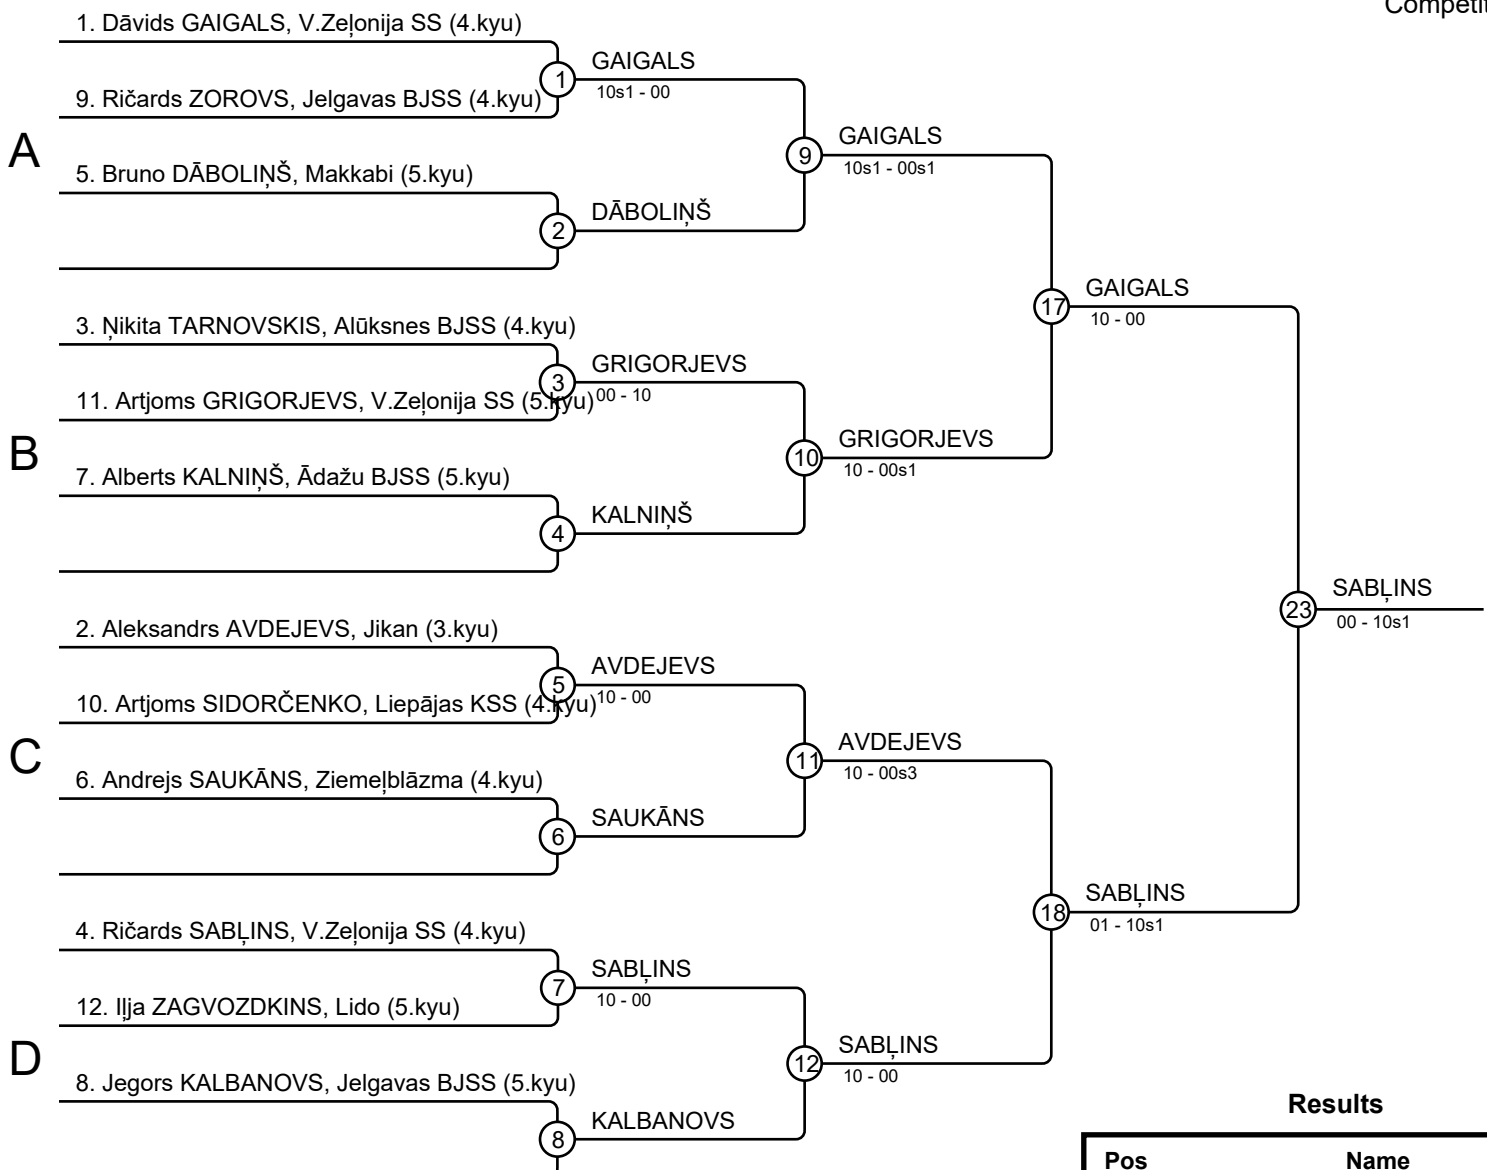 Competit
1. Dāvids GAIGALS, V.Zeļonija SS (4.kyu)
1
GAIGALS
10s1 - 00
9. Ričards ZOROVS, Jelgavas BJSS (4.kyu)
A
9
GAIGALS
10s1 - 00s1
5. Bruno DĀBOLIŅŠ, Makkabi (5.kyu)
2
DĀBOLIŅŠ
17
GAIGALS
10 - 00
3. Ņikita TARNOVSKIS, Alūksnes BJSS (4.kyu)
3
GRIGORJEVS
00 - 10
11. Artjoms GRIGORJEVS, V.Zeļonija SS (5.kyu)
B
10
GRIGORJEVS
10 - 00s1
7. Alberts KALNIŅŠ, Ādažu BJSS (5.kyu)
4
KALNIŅŠ
23
SABĻINS
00 - 10s1
2. Aleksandrs AVDEJEVS, Jikan (3.kyu)
5
AVDEJEVS
10 - 00
10. Artjoms SIDORČENKO, Liepājas KSS (4.kyu)
C
11
AVDEJEVS
10 - 00s3
6. Andrejs SAUKĀNS, Ziemeļblāzma (4.kyu)
6
SAUKĀNS
18
SABĻINS
01 - 10s1
4. Ričards SABĻINS, V.Zeļonija SS (4.kyu)
7
SABĻINS
10 - 00
12. Iļja ZAGVOZDKINS, Lido (5.kyu)
D
12
SABĻINS
10 - 00
8. Jegors KALBANOVS, Jelgavas BJSS (5.kyu)
8
KALBANOVS
Results
Pos Name